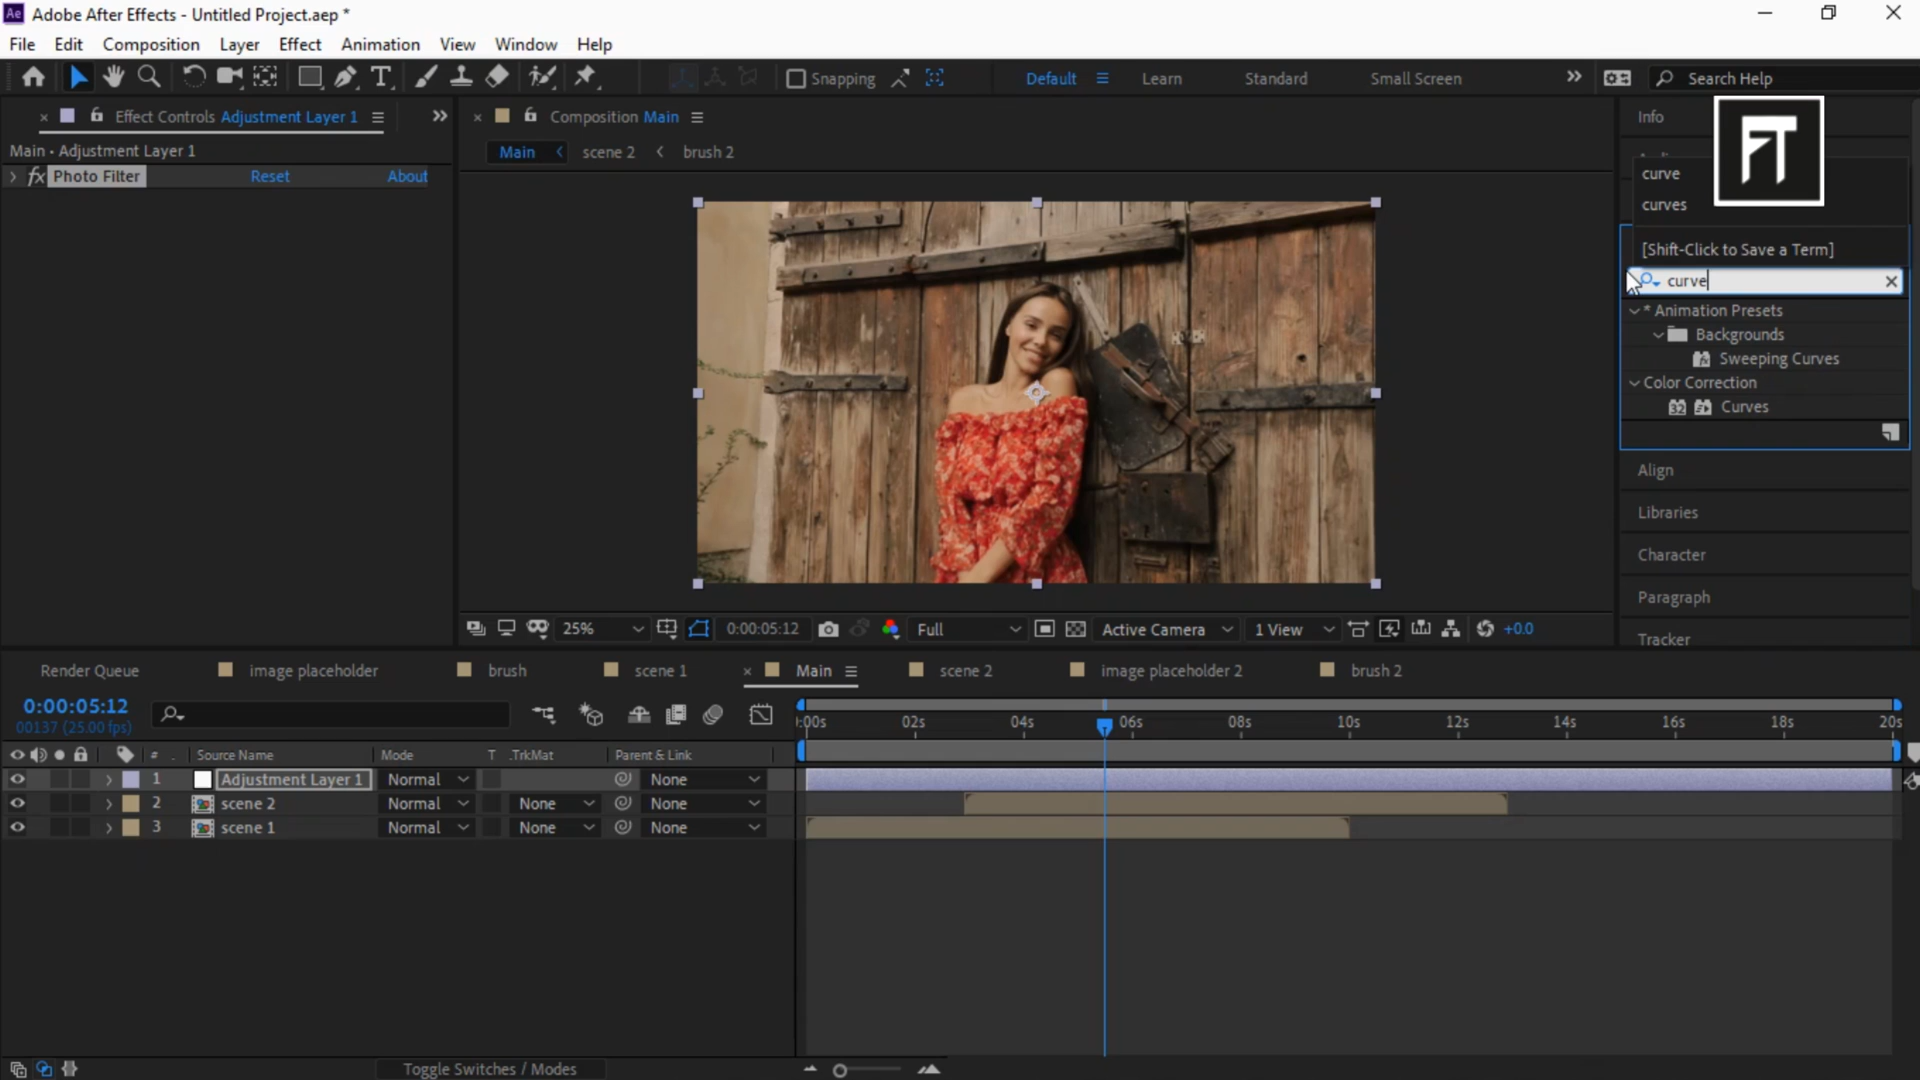 Ae Adobe After Effects - Untitled Project.aep *
File Edit Composition Layer Effect Animation View Window Help
Snapping Default Learn Standard Small Screen Search Help
Effect Controls Adjustment Layer 1
Main • Adjustment Layer 1
fx Photo Filter Reset About
Composition Main
Main scene 2 brush 2
25% 0:00:05:12 Full Active Camera 1 View +0.0
Info
FT
curve
curves
[Shift-Click to Save a Term]
curve
* Animation Presets
Backgrounds
Sweeping Curves
Color Correction
32 Curves
Align
Libraries
Character
Paragraph
Tracker
Render Queue image placeholder brush scene 1 Main scene 2 image placeholder 2 brush 2
0:00:05:12
00137 (25.00 fps)
:00s 02s 04s 06s 08s 10s 12s 14s 16s 18s 20s
# Source Name Mode T .TrkMat Parent & Link
1 Adjustment Layer 1 Normal None
2 scene 2 Normal None None
3 scene 1 Normal None None
Toggle Switches / Modes